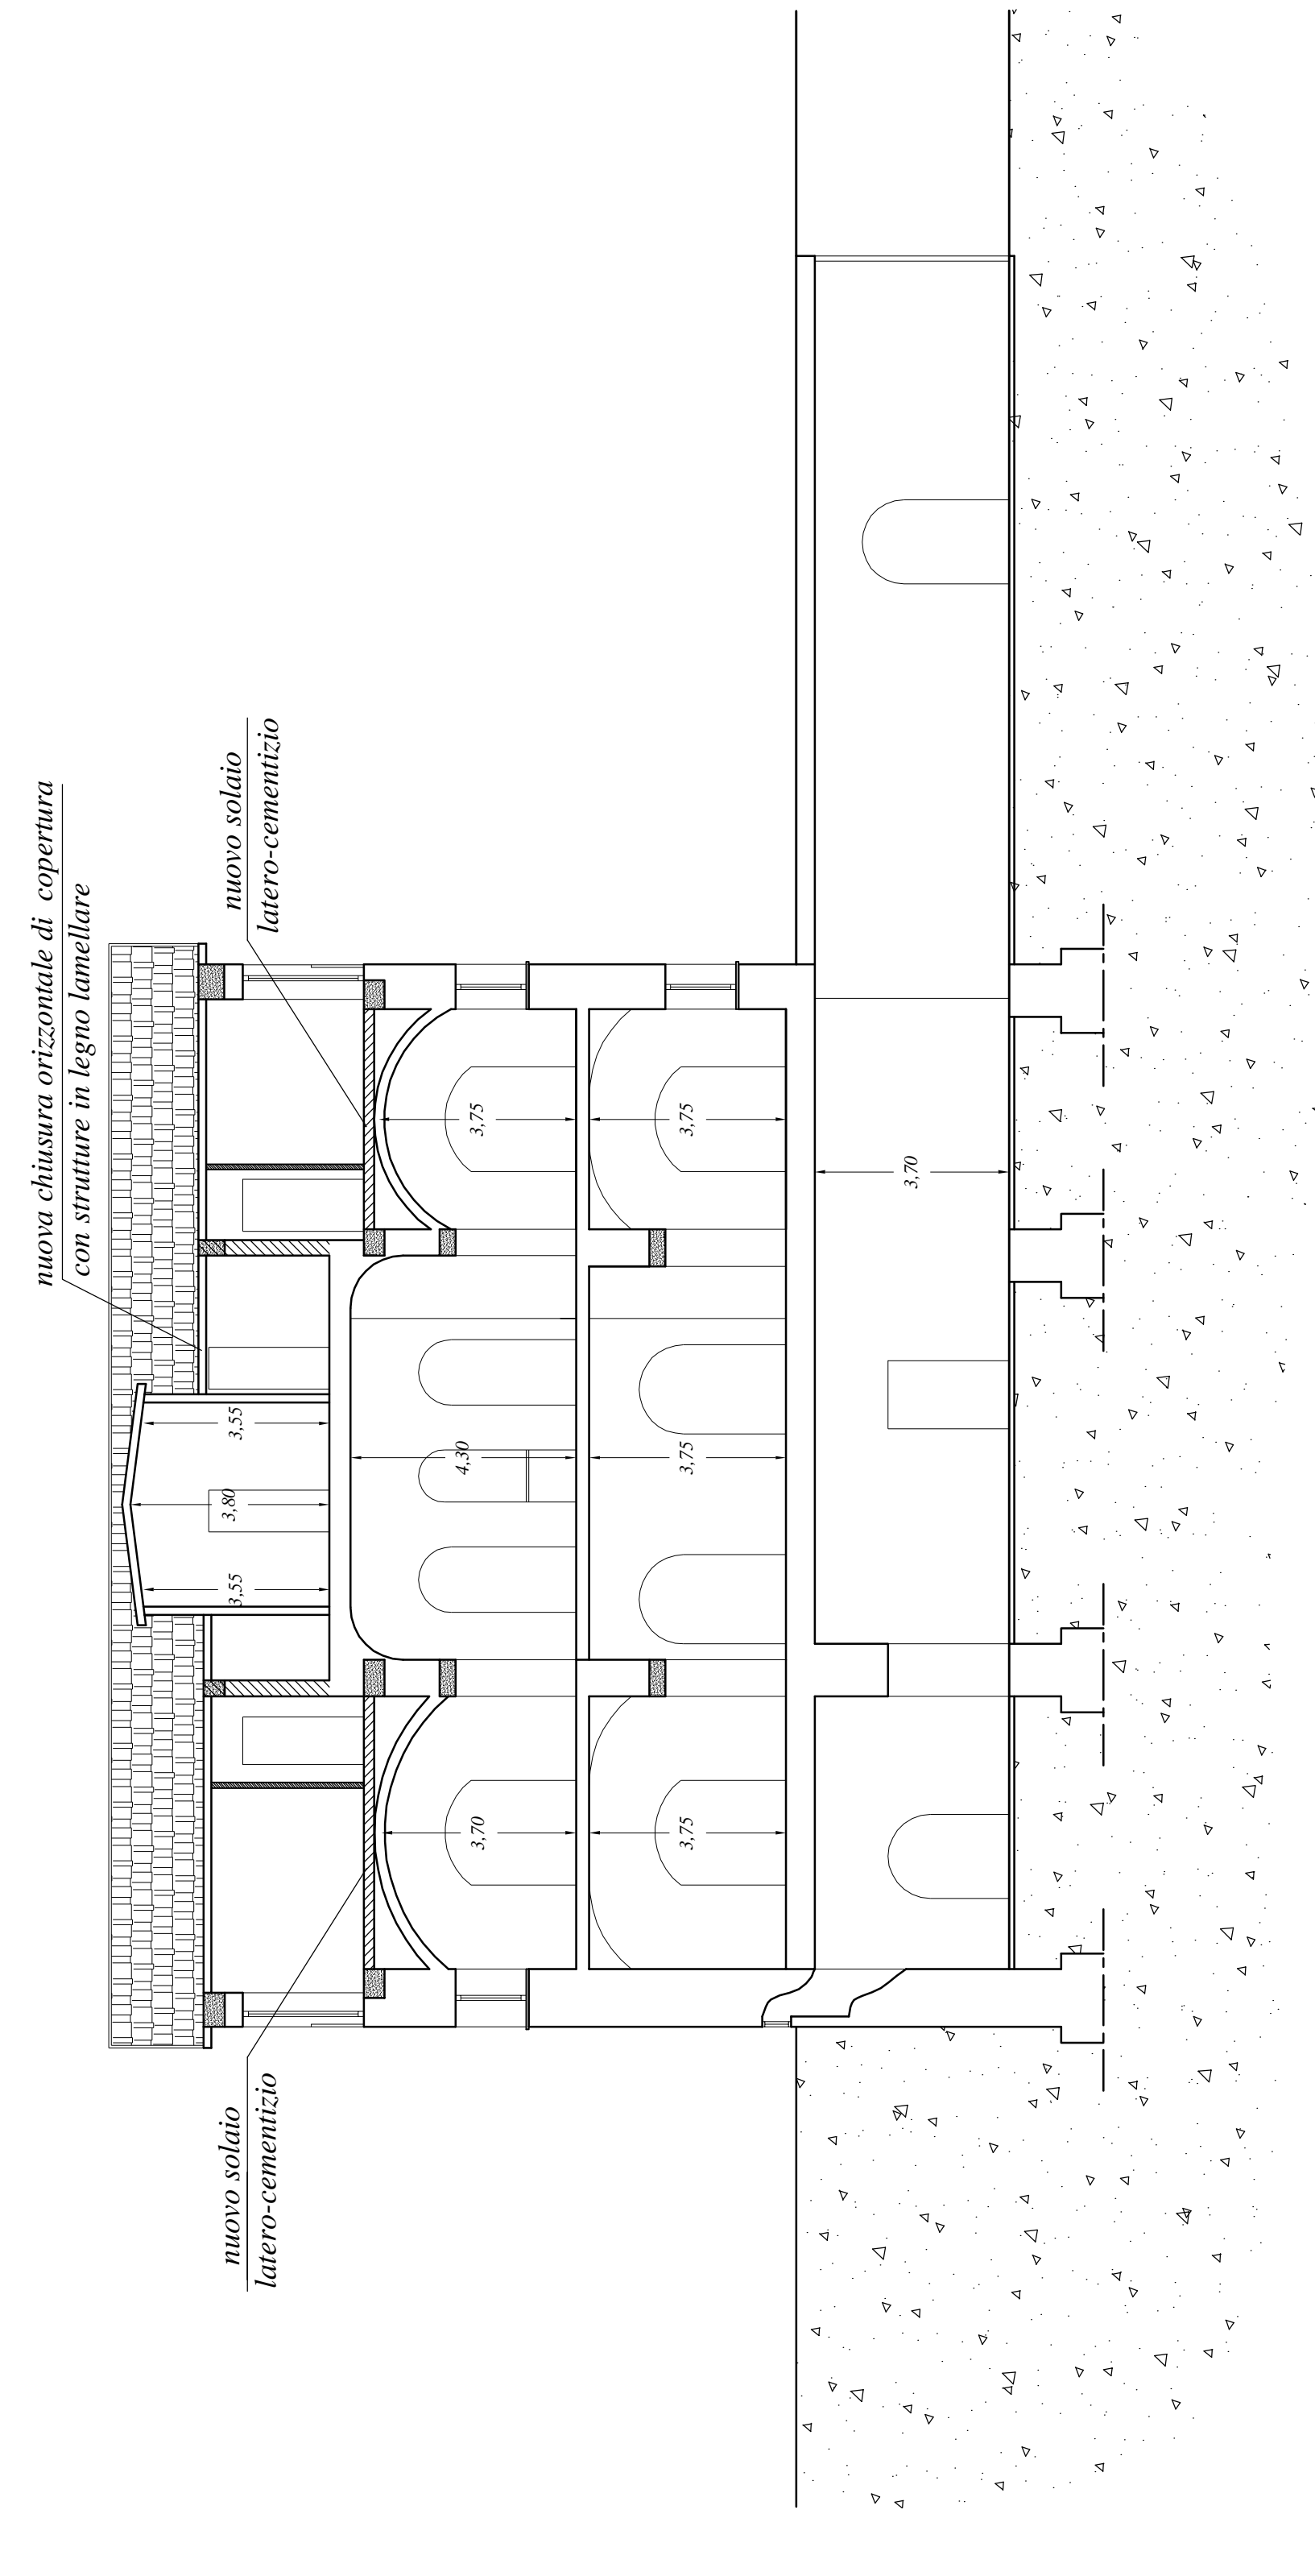 nuova chiusura orizzontale di copertura
con strutture in legno lamellare
nuovo solaio
latero-cementizio
nuovo solaio
latero-cementizio
3,55
3,80
3,55
3,70
4,30
3,75
3,75
3,75
3,75
3,70